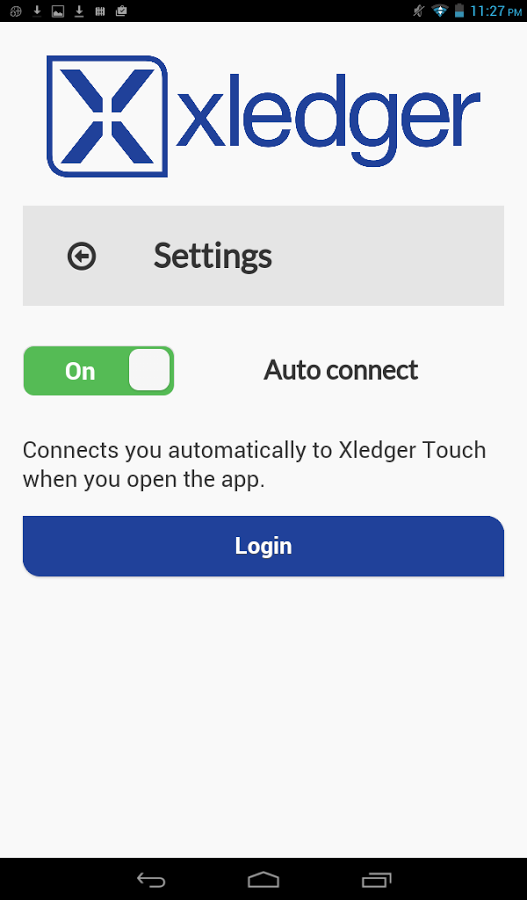 11:27 PM
xledger
Settings
On
Auto connect
Connects you automatically to Xledger Touch
when you open the app.
Login